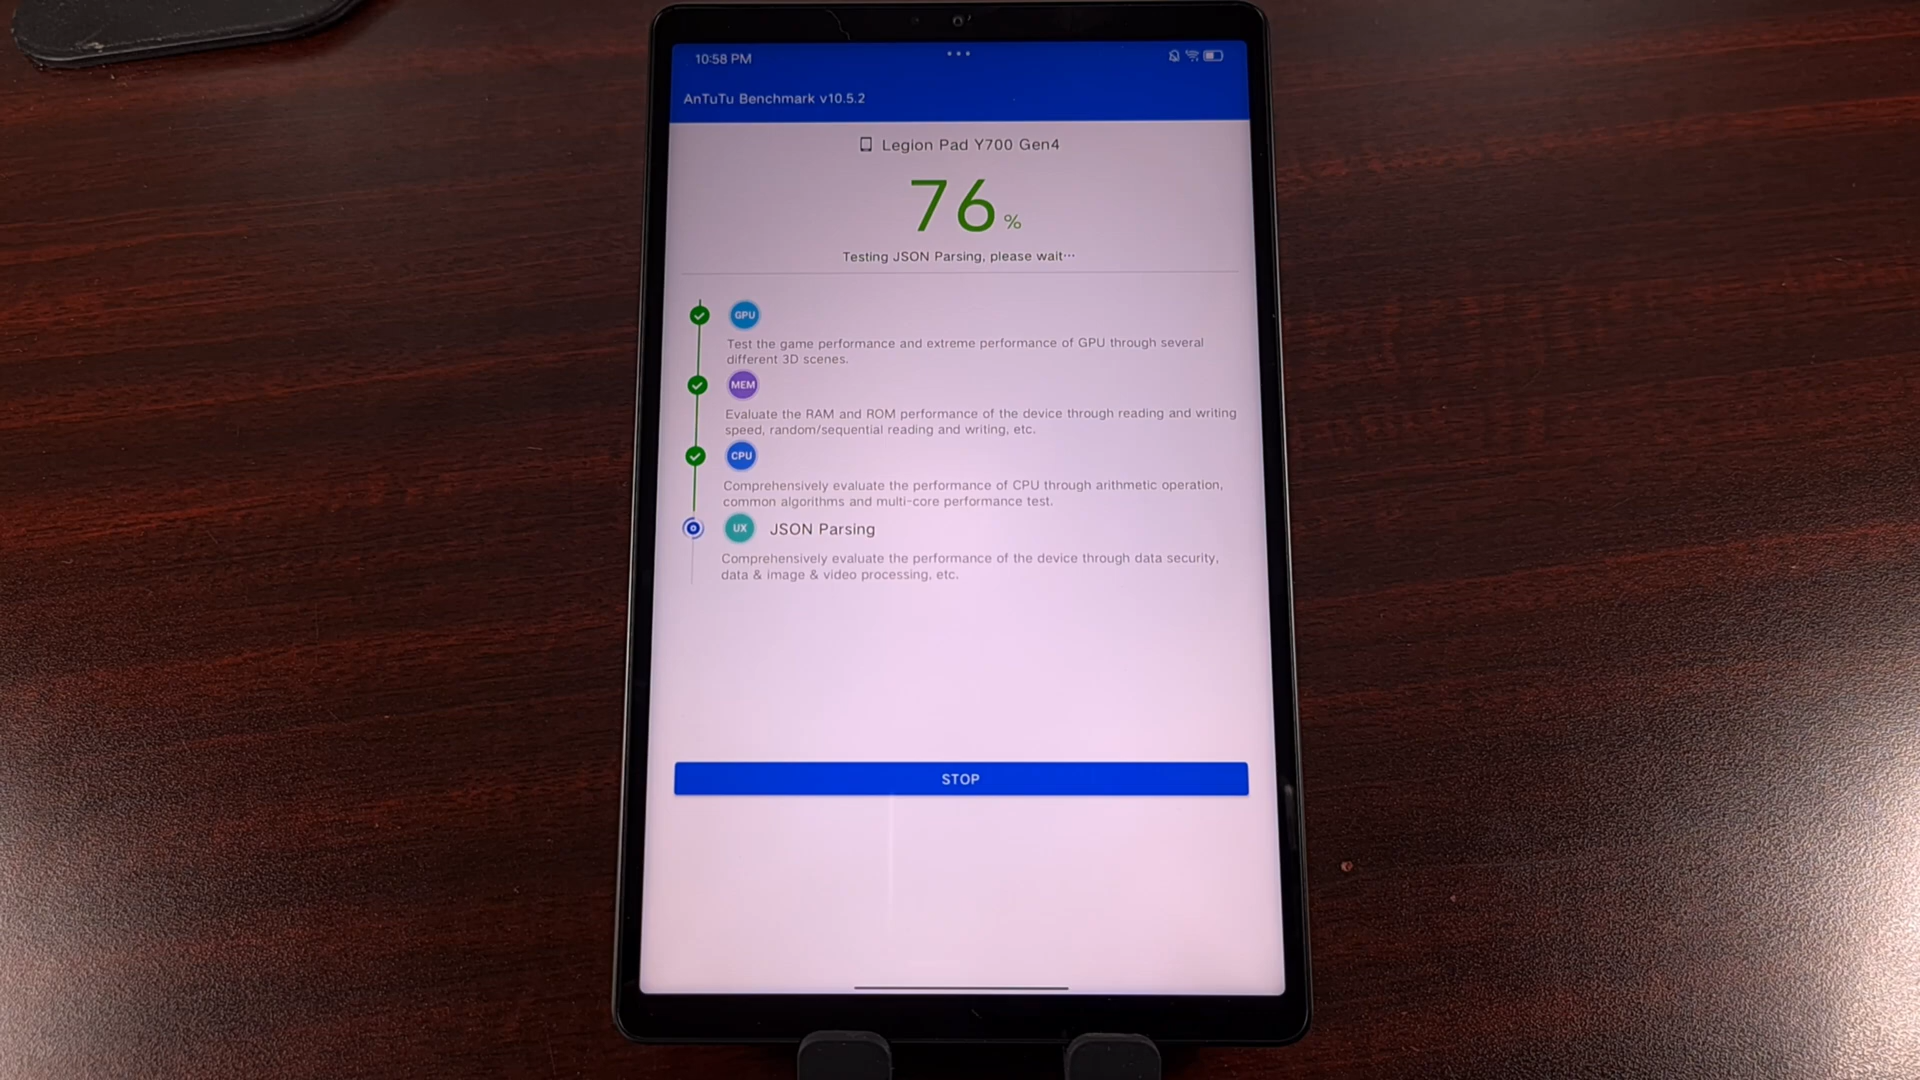 10:58 PM
AnTuTu Benchmark v10.5.2
Legion Pad Y700 Gen4
76%
Testing JSON Parsing, please wait···
GPU
Test the game performance and extreme performance of GPU through several
different 3D scenes.
MEM
Evaluate the RAM and ROM performance of the device through reading and writing
speed, random/sequential reading and writing, etc.
CPU
Comprehensively evaluate the performance of CPU through arithmetic operation,
common algorithms and multi-core performance test.
UX JSON Parsing
Comprehensively evaluate the performance of the device through data security,
data & image & video processing, etc.
STOP